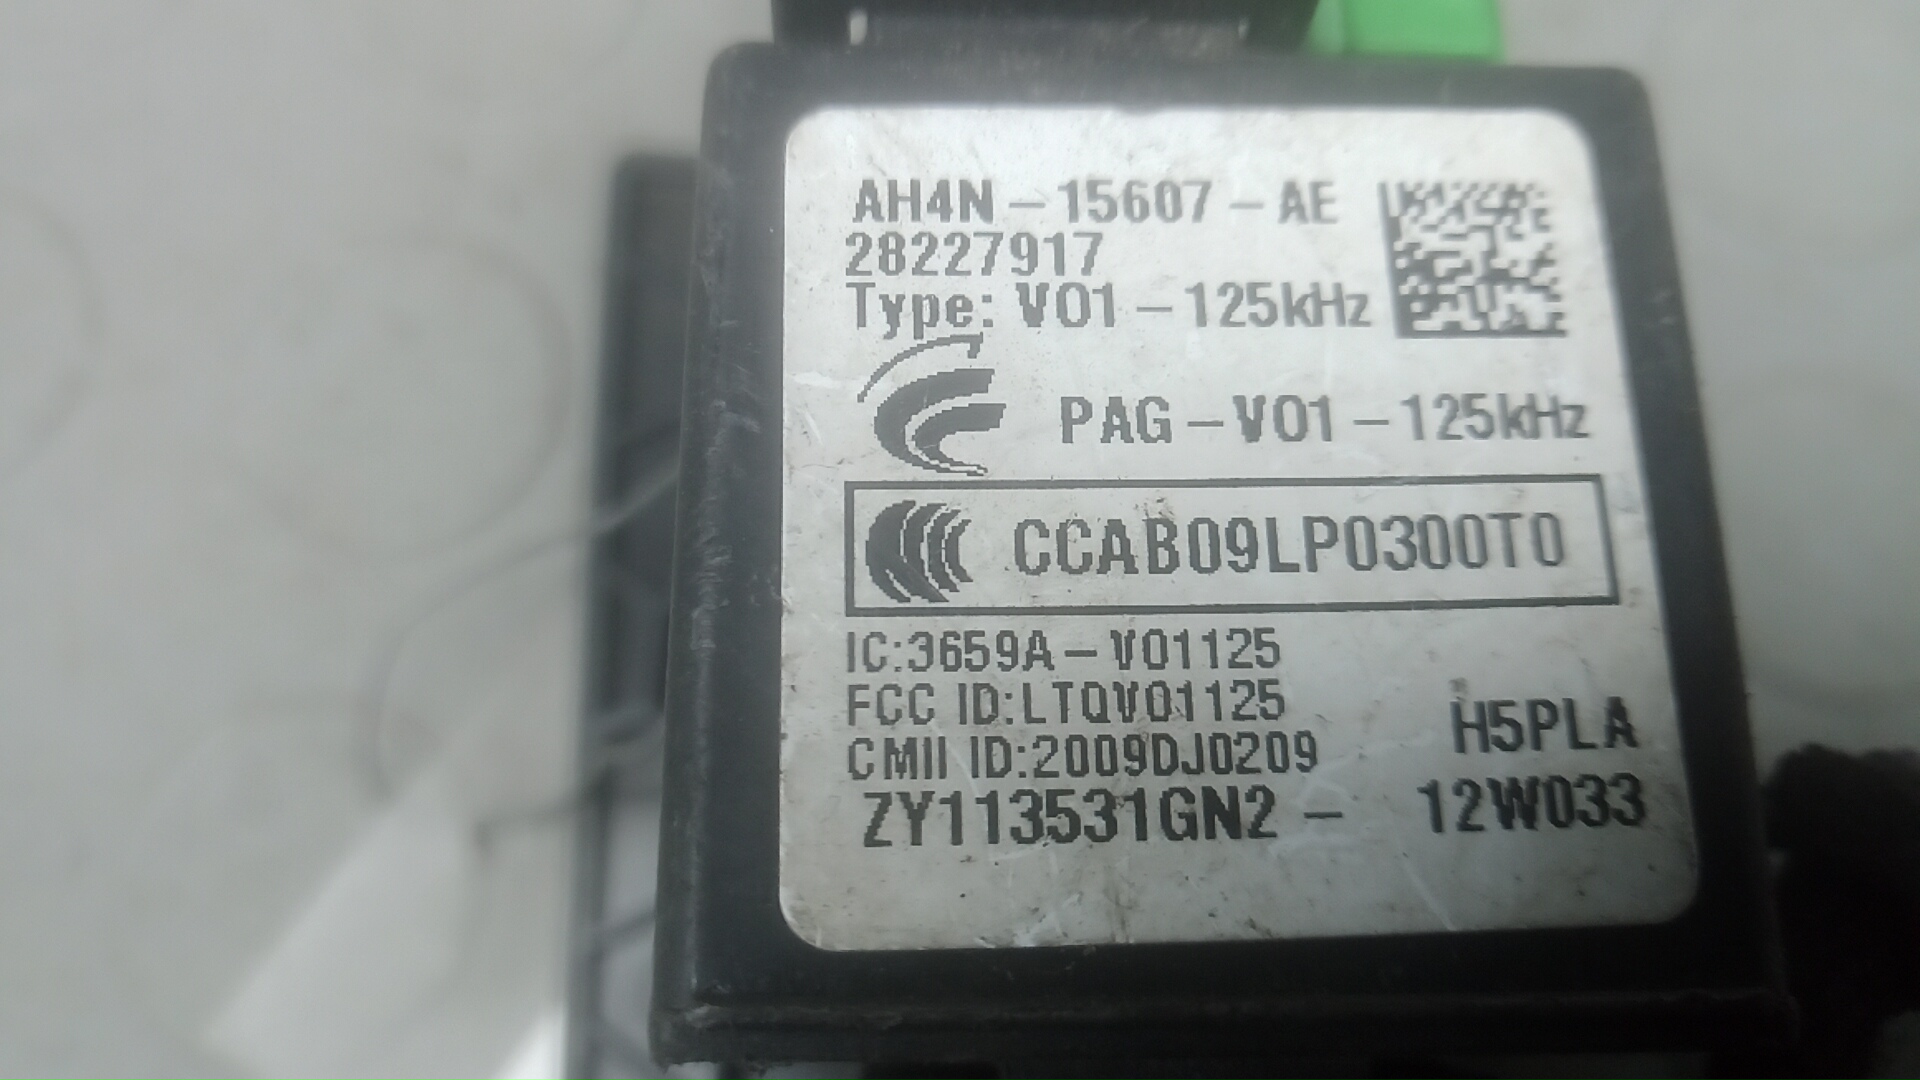 AH4N-15607-AE
28227917
Type: V01-125kHz
PAG-V01-125kHz
CCAB09LP0300T0
IC:3659A-V01125
FCC ID:LTQV01125
CMII ID:2009DJ0209
H5PLA
ZY113531GN2- 12W033